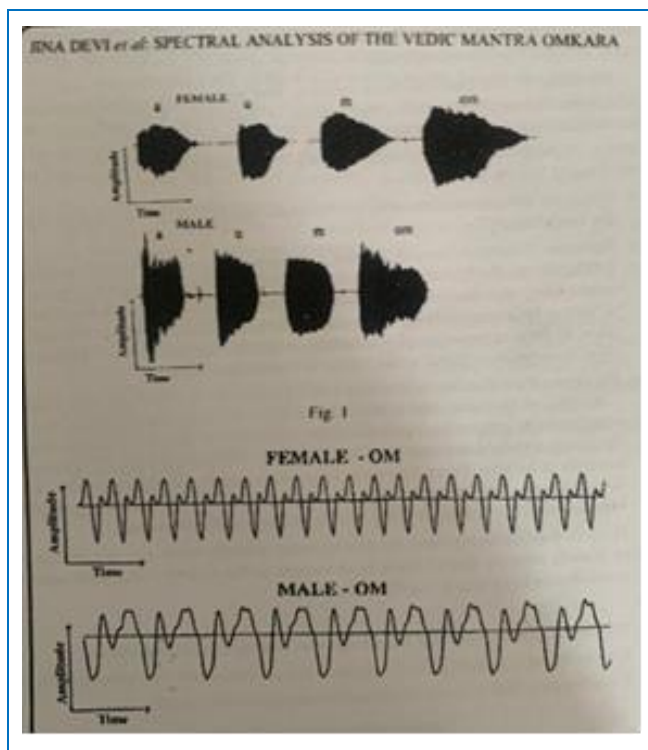 JINA DEVI et al: SPECTRAL ANALYSIS OF THE VEDIC MANTRA OMKARA
FEMALE
a u m om
Amplitude
Time
MALE
a u m om
Amplitude
Time
Fig. 1
FEMALE - OM
Amplitude
Time
MALE - OM
Amplitude
Time